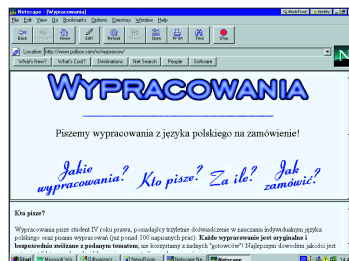 Netscape - [Wypracowania]
File Edit View Go Bookmarks Options Directory Window Help
Back Home Edit Reload Open Print Find Stop
Location: http://www.polbox.com/w/wypracow/
What's New? What's Cool? Destinations Net Search People Software
WYPRACOWANIA
Piszemy wypracowania z języka polskiego na zamówienie!
Jakie wypracowania? Kto pisze? Za ile? Jak zamówić?
Kto pisze?
Wypracowania pisze student IV roku prawa, posiadający trzyletnie doświadczenie w nauczaniu indywidualnym języka
polskiego oraz pisaniu wypracowań (już ponad 100 napisanych prac). Każde wypracowanie jest oryginalne i
bezpośrednio związane z podanym tematem; nie korzystamy z żadnych "gotowców"! Najlepszym dowodem jakości jest
Start